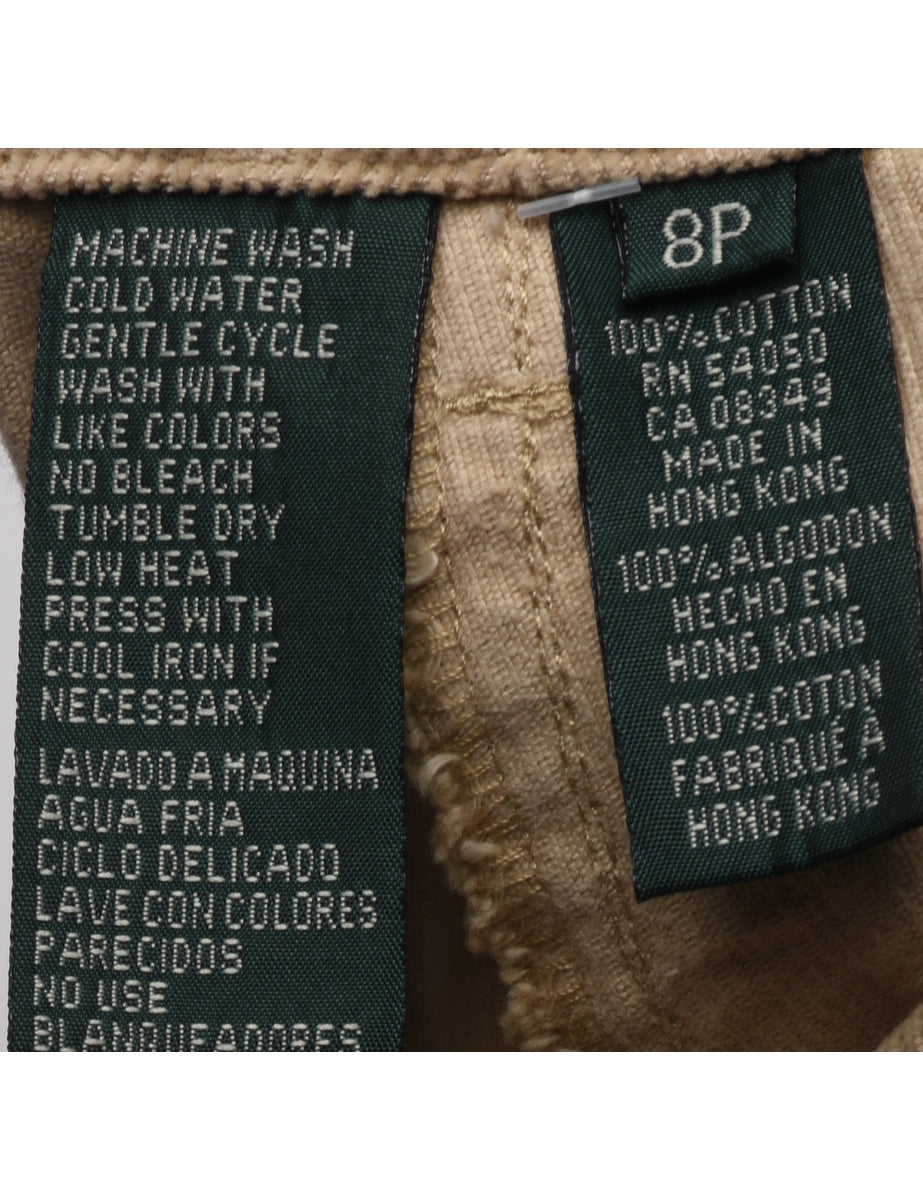 MACHINE WASH
COLD WATER
GENTLE CYCLE
WASH WITH
LIKE COLORS
NO BLEACH
TUMBLE DRY
LOW HEAT
PRESS WITH
COOL IRON IF
NECESSARY
LAVADO A MAQUINA
AGUA FRIA
CICLO DELICADO
LAVE CON COLORES
PARECIDOS
NO USE
BLANQUEADORES
8P
100% COTTON
RN 54050
CA 08349
MADE IN
HONG KONG
100% ALGODON
HECHO EN
HONG KONG
100% COTON
FABRIQUÉ A
HONG KONG